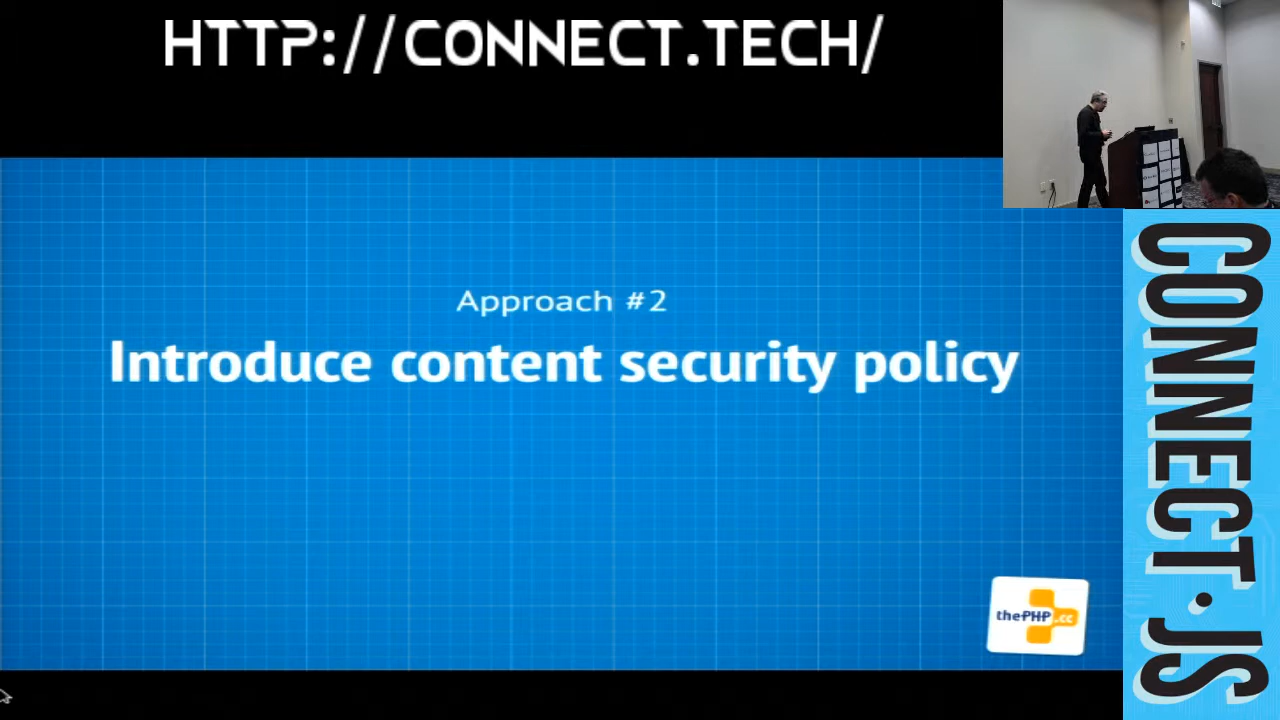 HTTP://CONNECT.TECH/
Approach #2
Introduce content security policy
thePHP.cc
CONNECT·JS